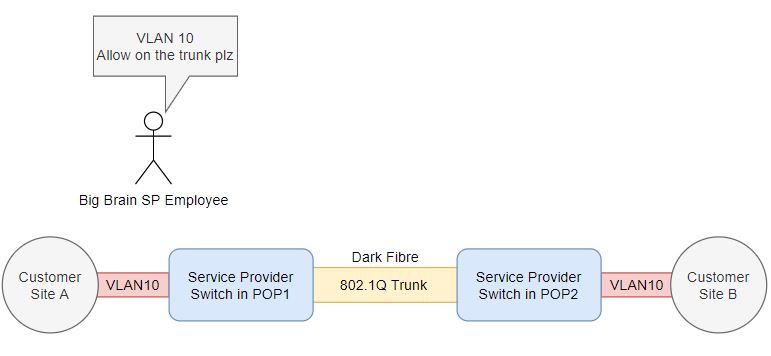 VLAN 10
Allow on the trunk plz
Big Brain SP Employee
Customer
Site A
VLAN10
Service Provider
Switch in POP1
Dark Fibre
802.1Q Trunk
Service Provider
Switch in POP2
VLAN10
Customer
Site B